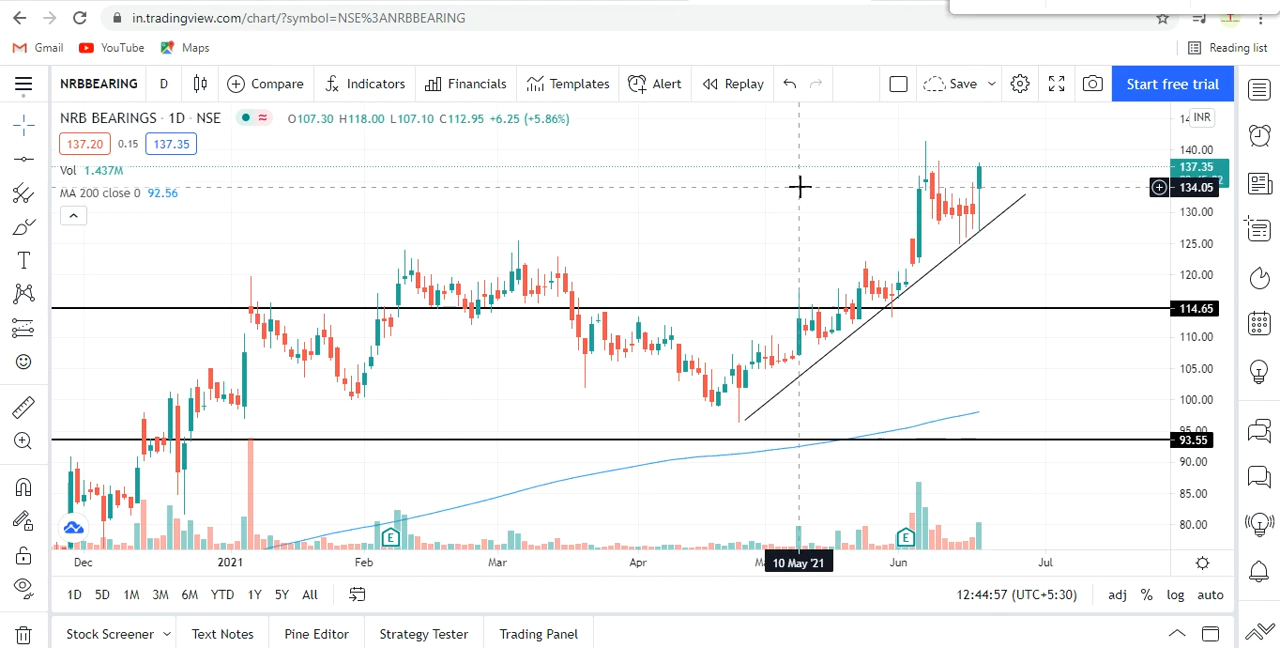 in.tradingview.com/chart/?symbol=NSE%3ANRBBEARING
Gmail YouTube Maps Reading list
NRBBEARING D Compare Indicators Financials Templates Alert Replay Save Start free trial
NRB BEARINGS · 1D · NSE O107.30 H118.00 L107.10 C112.95 +6.25 (+5.86%)
INR
137.20 0.15 137.35
Vol 1.437M
MA 200 close 0 92.56
140.00
137.35
134.05
130.00
125.00
120.00
114.65
110.00
105.00
100.00
93.55
90.00
85.00
80.00
E E
Dec 2021 Feb Mar Apr 10 May '21 Jun Jul
1D 5D 1M 3M 6M YTD 1Y 5Y All 12:44:57 (UTC+5:30) adj % log auto
Stock Screener Text Notes Pine Editor Strategy Tester Trading Panel